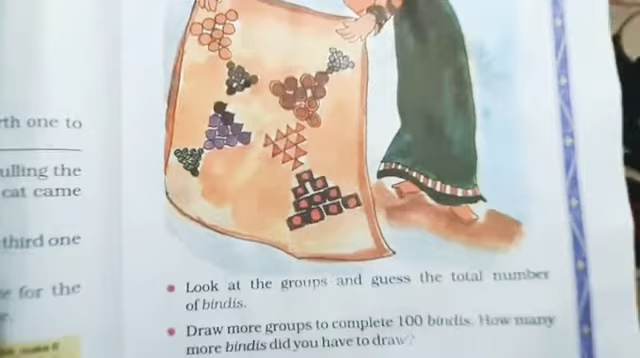 rth one to
ulling the
cat came
third one
e for the
Look at the groups and guess the total number
of bindis.
Draw more groups to complete 100 bindis. How many
more bindis did you have to draw?